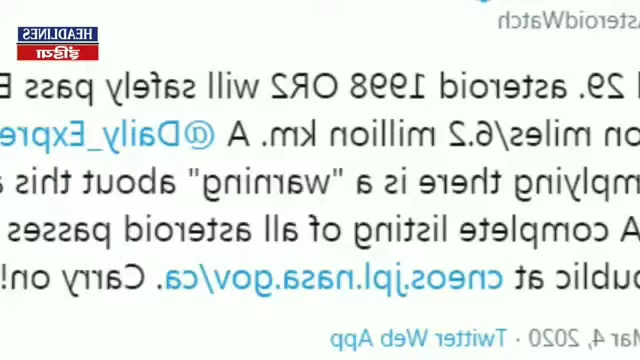 HEADLINES
इंडिया
steroidWatch
29. asteroid 1998 OR2 will safely pass
miles/6.2 million km. A @Daily_Expre
mplying there is a "warning" about this
A complete listing of all asteroid passes
public at cneos.jpl.nasa.gov/ca. Carry on!
Mar 4, 2020 · Twitter Web App